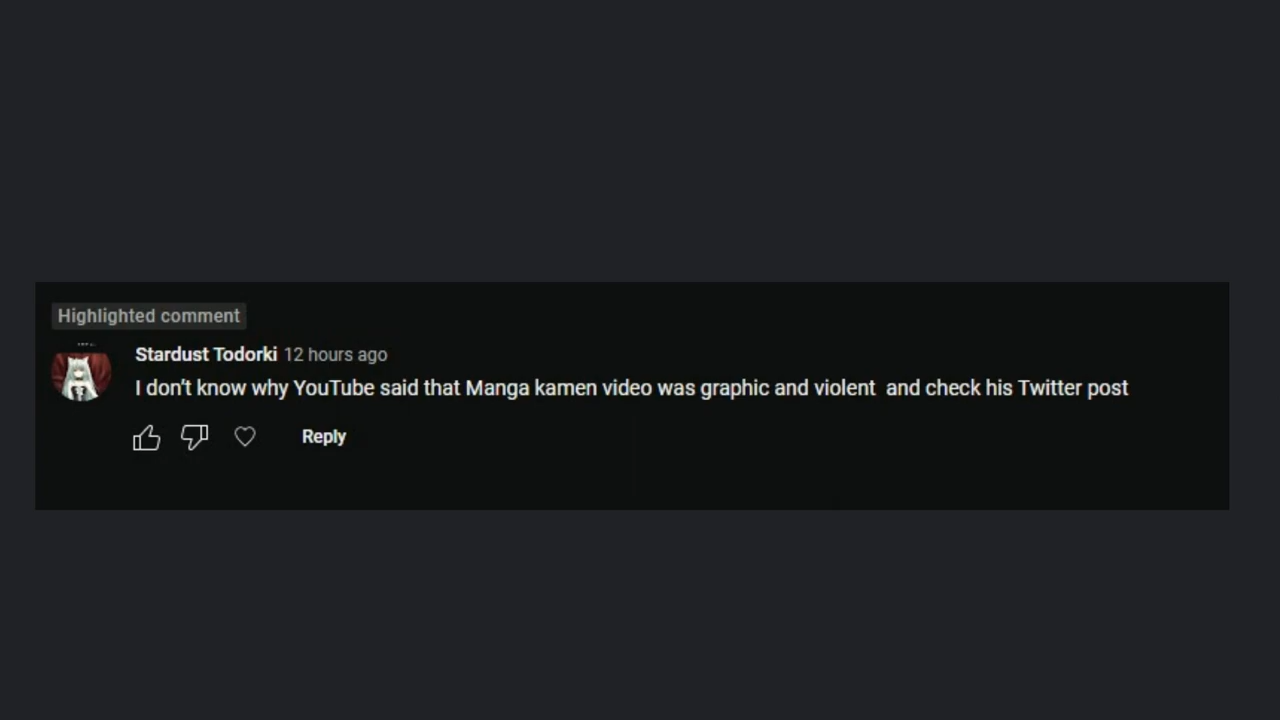 Highlighted comment
Stardust Todorki 12 hours ago
I don't know why YouTube said that Manga kamen video was graphic and violent  and check his Twitter post
Reply